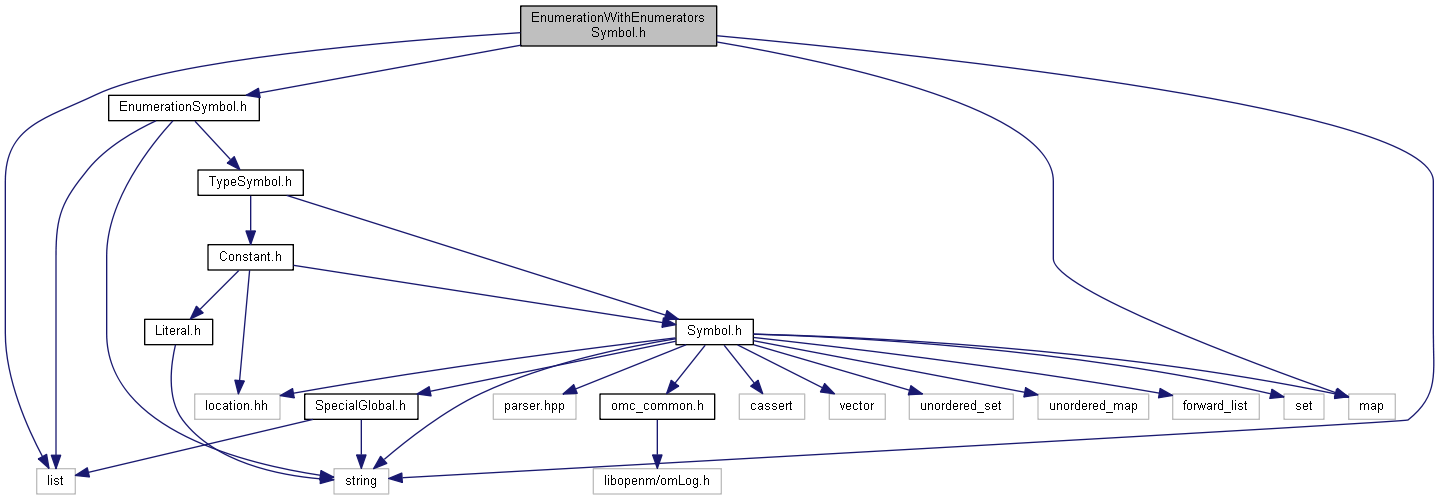 EnumerationWithEnumerators
Symbol.h
EnumerationSymbol.h
TypeSymbol.h
Constant.h
Literal.h
Symbol.h
location.hh
SpecialGlobal.h
parser.hpp
omc_common.h
cassert
vector
unordered_set
unordered_map
forward_list
set
map
list
string
libopenm/omLog.h